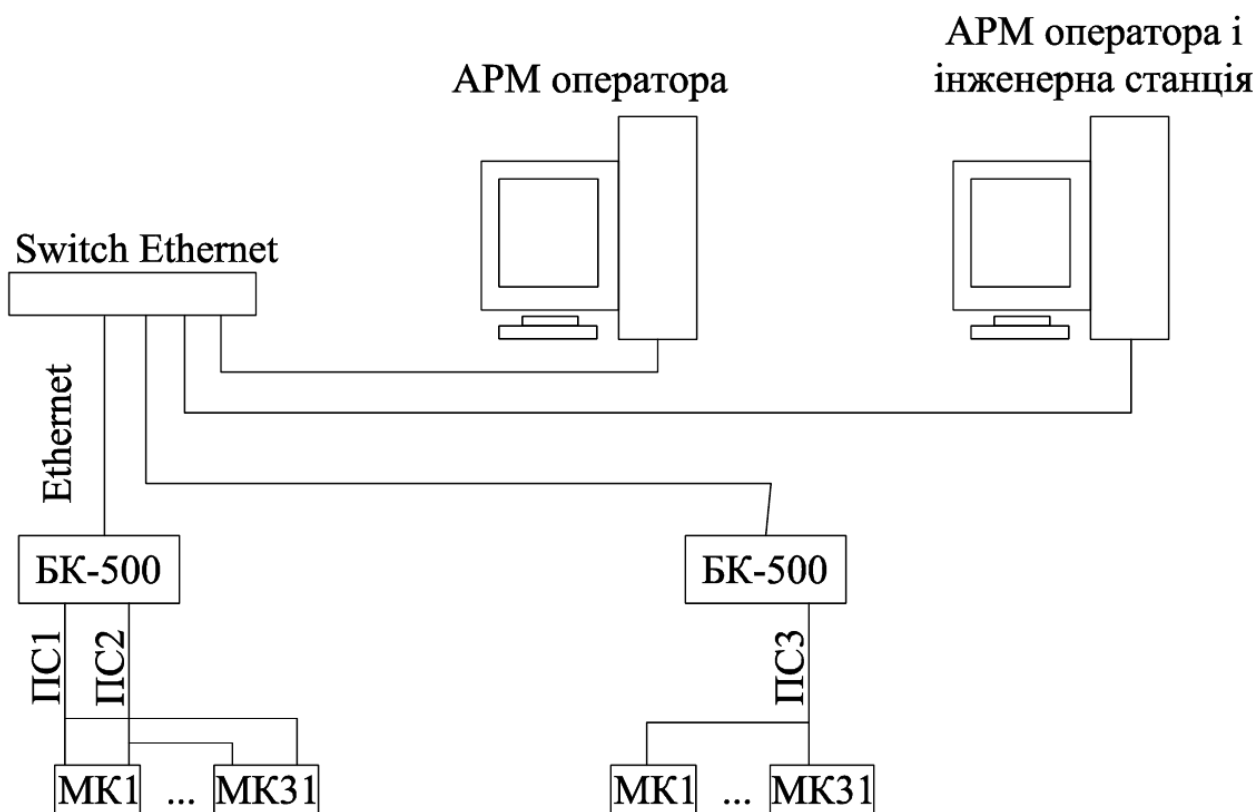 АРМ оператора і
інженерна станція
АРМ оператора
Switch Ethernet
Ethernet
БК-500
БК-500
ПС1
ПС2
ПС3
МК1 ... МК31
МК1 ... МК31